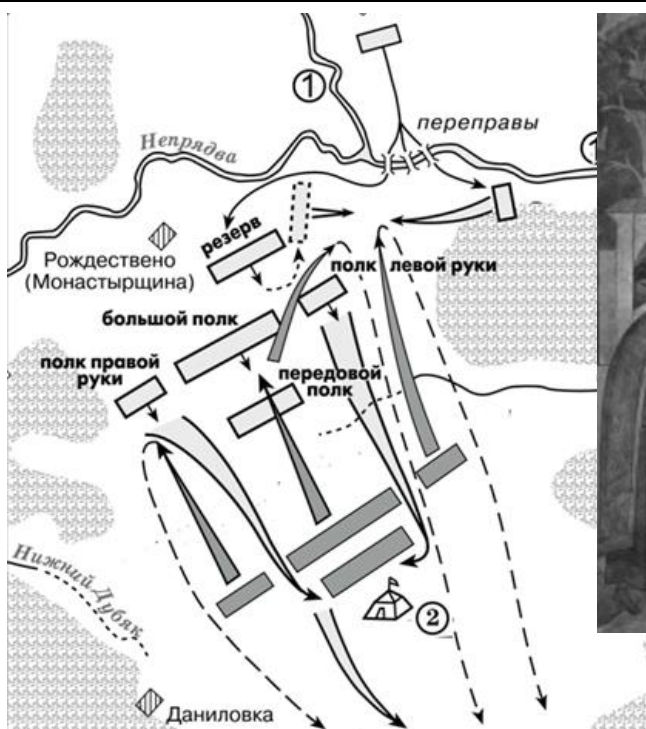 ①
переправы
Непрядва
①
резерв
Рождествено
(Монастырщина)
полк левой руки
большой полк
полк правой
руки
передовой
полк
Нижний Дубяк
②
Даниловка